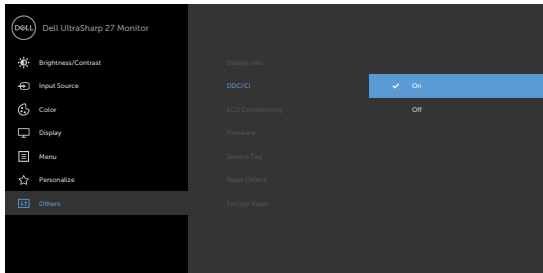 DELL Dell UltraSharp 27 Monitor
Brightness/Contrast
Display Info
Input Source
DDC/CI
On
Color
LCD Conditioning
Off
Display
Firmware
Menu
Service Tag
Personalize
Reset Others
Others
Factory Reset